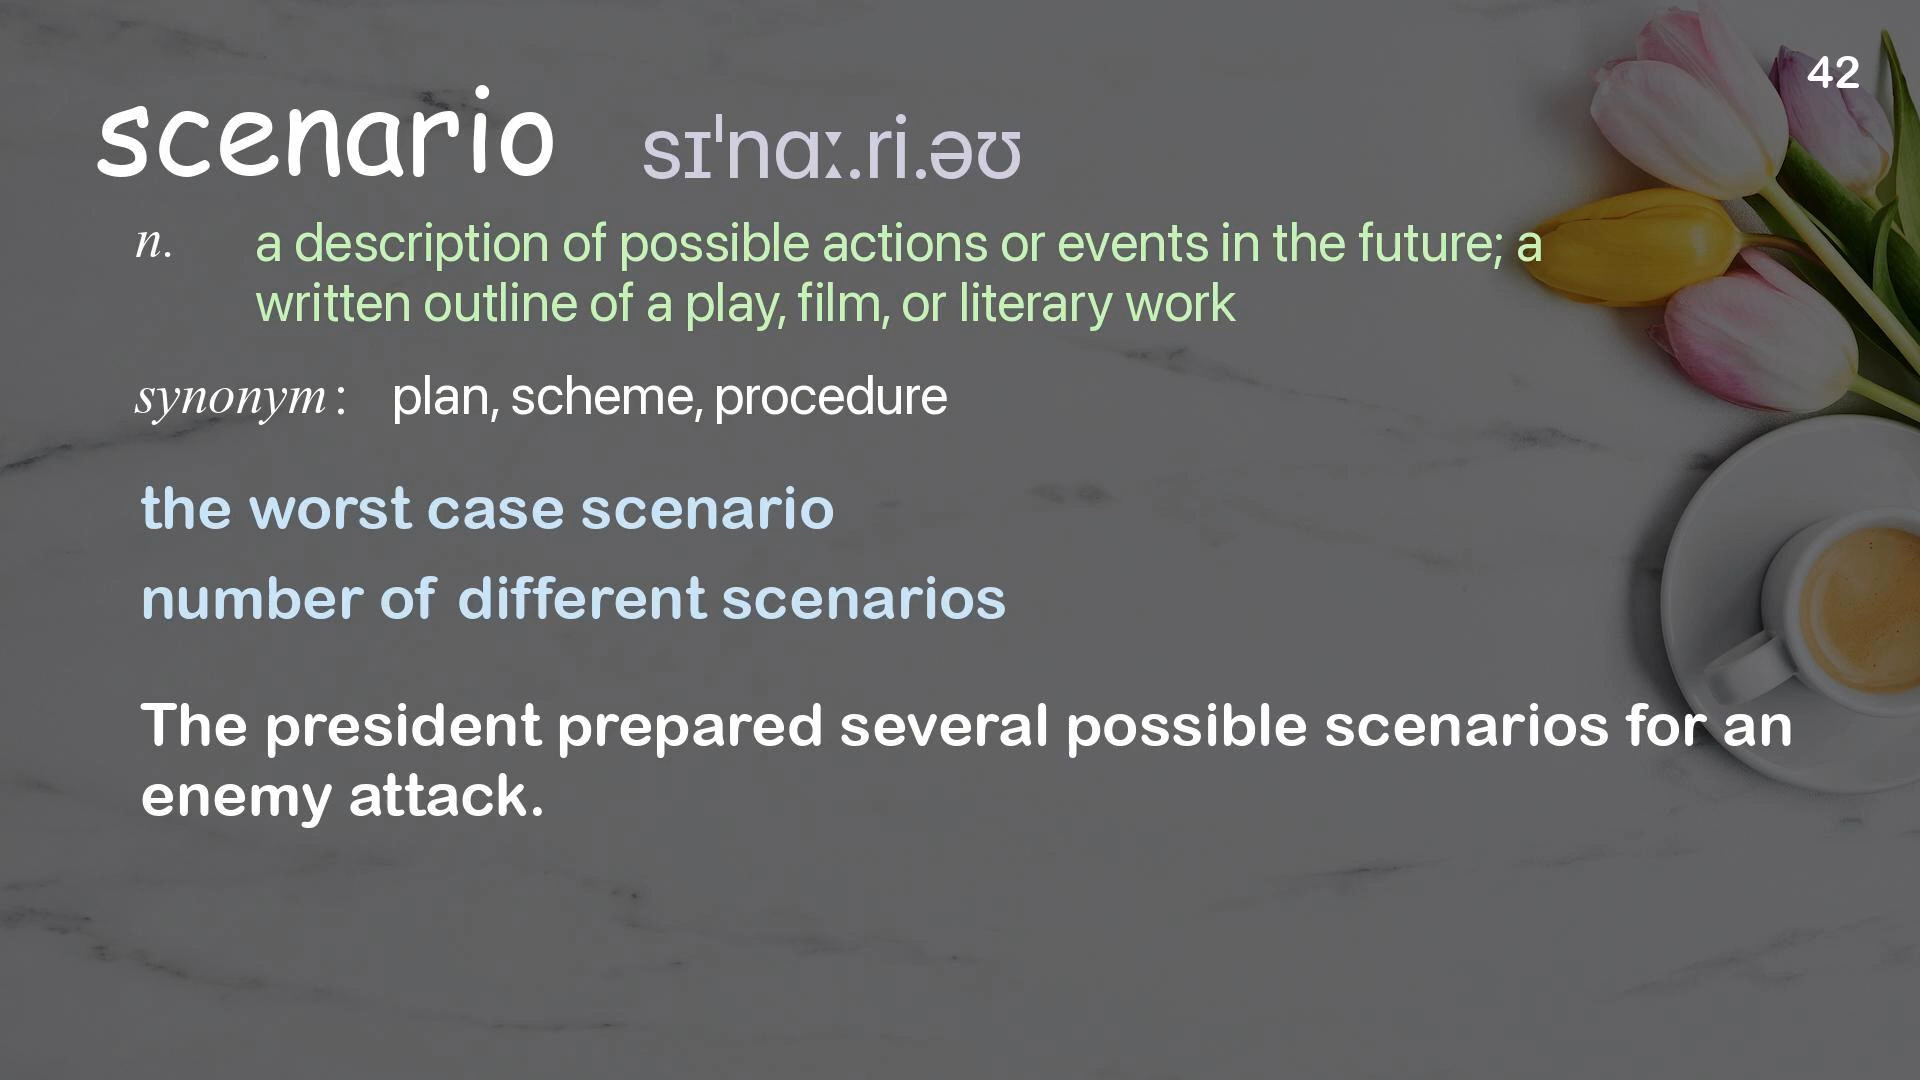 42
scenario sɪˈnɑː.ri.əʊ
n. a description of possible actions or events in the future; a
written outline of a play, film, or literary work
synonym: plan, scheme, procedure
the worst case scenario
number of different scenarios
The president prepared several possible scenarios for an
enemy attack.